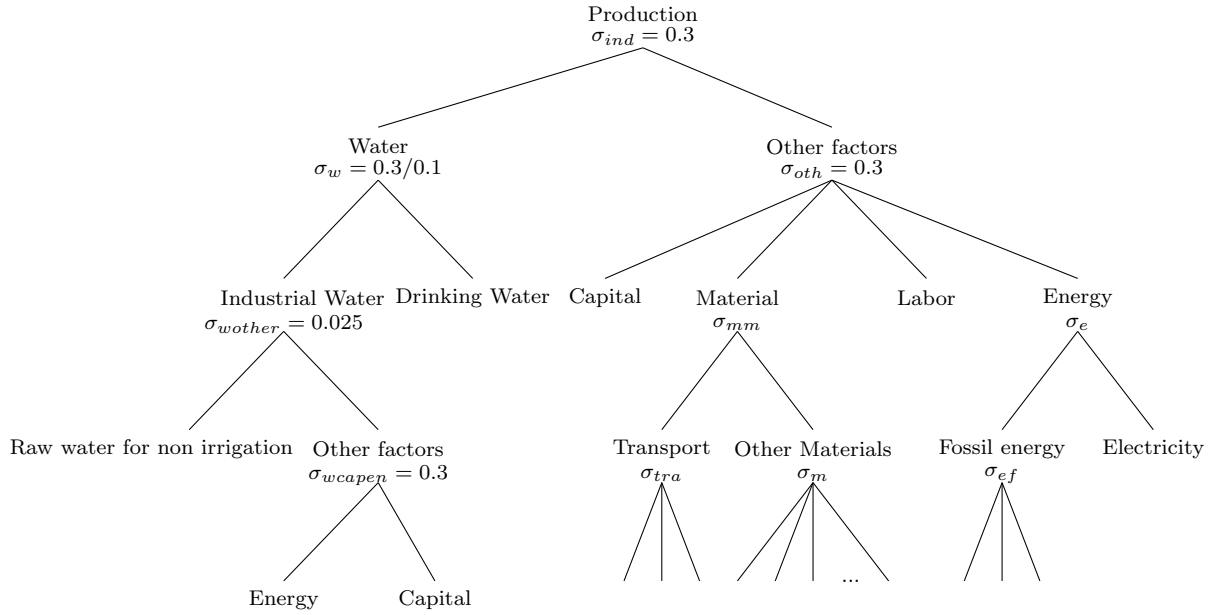 Production
σ_ind = 0.3
Water
σ_w = 0.3/0.1
Other factors
σ_oth = 0.3
Industrial Water
σ_wother = 0.025
Drinking Water
Capital
Material
σ_mm
Labor
Energy
σ_e
Raw water for non irrigation
Other factors
σ_wcapen = 0.3
Transport
σ_tra
Other Materials
σ_m
Fossil energy
σ_ef
Electricity
...
Energy
Capital